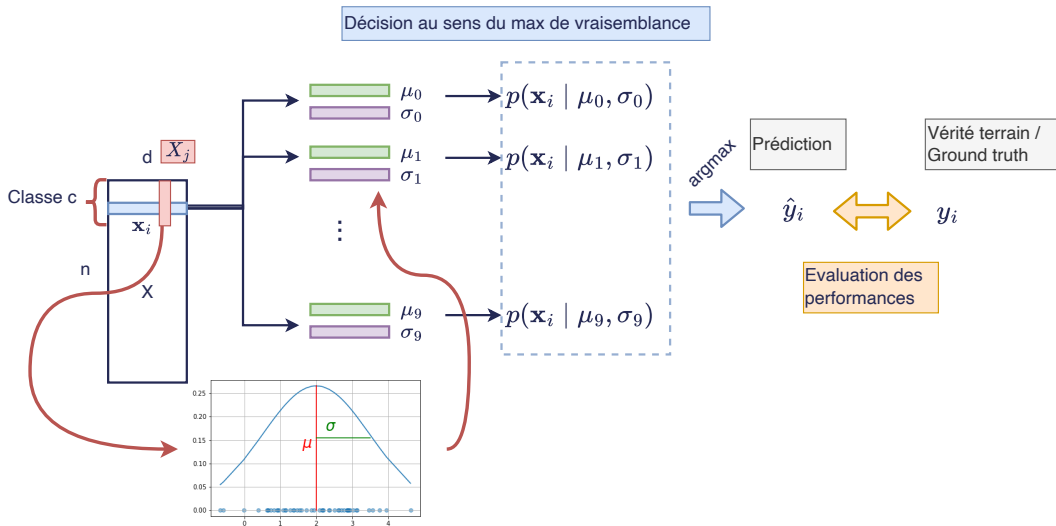 Décision au sens du max de vraisemblance
μ₀
σ₀
p(xᵢ | μ₀, σ₀)
d
Xⱼ
μ₁
σ₁
p(xᵢ | μ₁, σ₁)
argmax
Prédiction
Vérité terrain /
Ground truth
Classe c
xᵢ
ŷᵢ
yᵢ
⋮
n
X
Evaluation des
performances
μ₉
σ₉
p(xᵢ | μ₉, σ₉)
0.25
0.20
0.15
0.10
0.05
0.00
σ
μ
0 1 2 3 4